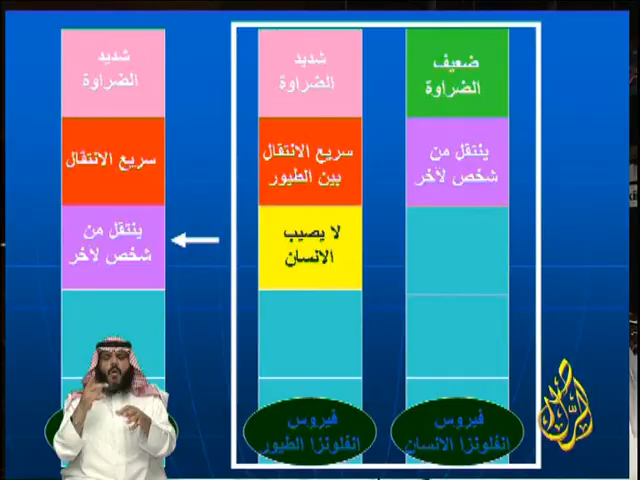 ضعيف
الضراوة
ينتقل من
شخص لآخر
فيروس
انفلونزا الانسان
شديد
الضراوة
سريع الانتقال
بين الطيور
لا يصيب
الانسان
فيروس
انفلونزا الطيور
شديد
الضراوة
سريع الانتقال
ينتقل من
شخص لآخر